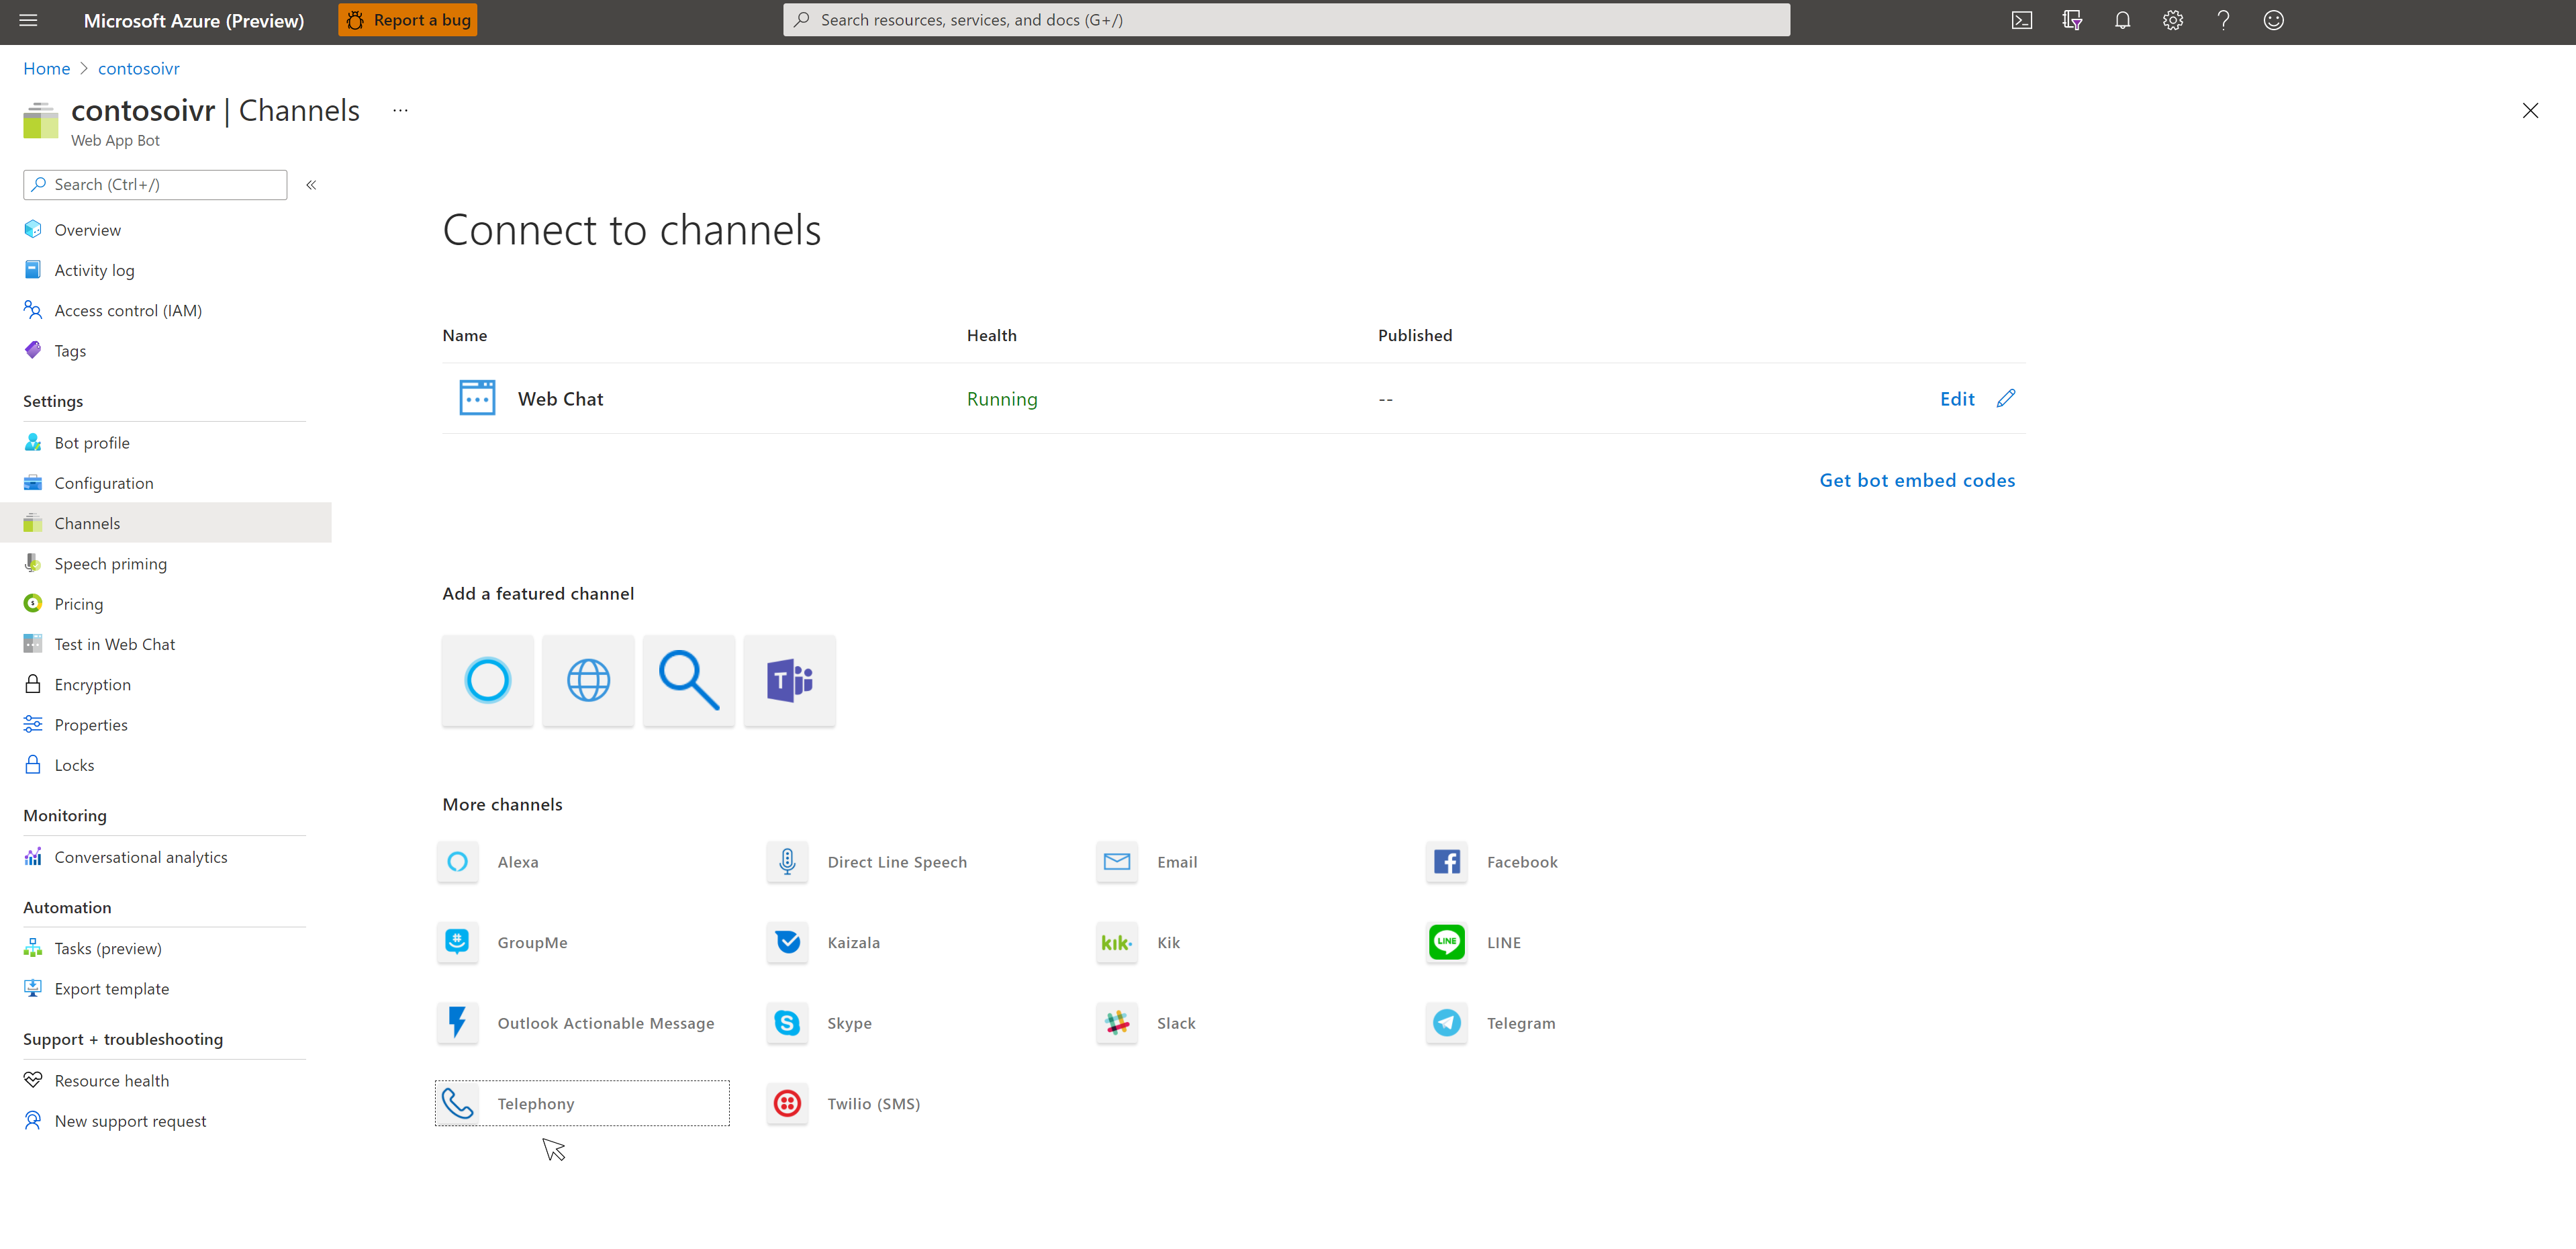 Microsoft Azure (Preview)
Report a bug
Search resources, services, and docs (G+/)
Home > contosoivr
contosoivr | Channels ...
Web App Bot
Search (Ctrl+/)
«
Overview
Activity log
Access control (IAM)
Tags
Settings
Bot profile
Configuration
Channels
Speech priming
Pricing
Test in Web Chat
Encryption
Properties
Locks
Monitoring
Conversational analytics
Automation
Tasks (preview)
Export template
Support + troubleshooting
Resource health
New support request
Connect to channels
Name Health Published
Web Chat Running -- Edit
Get bot embed codes
Add a featured channel
T
More channels
Alexa Direct Line Speech Email Facebook
GroupMe Kaizala kik. Kik LINE LINE
Outlook Actionable Message Skype Slack Telegram
Telephony Twilio (SMS)